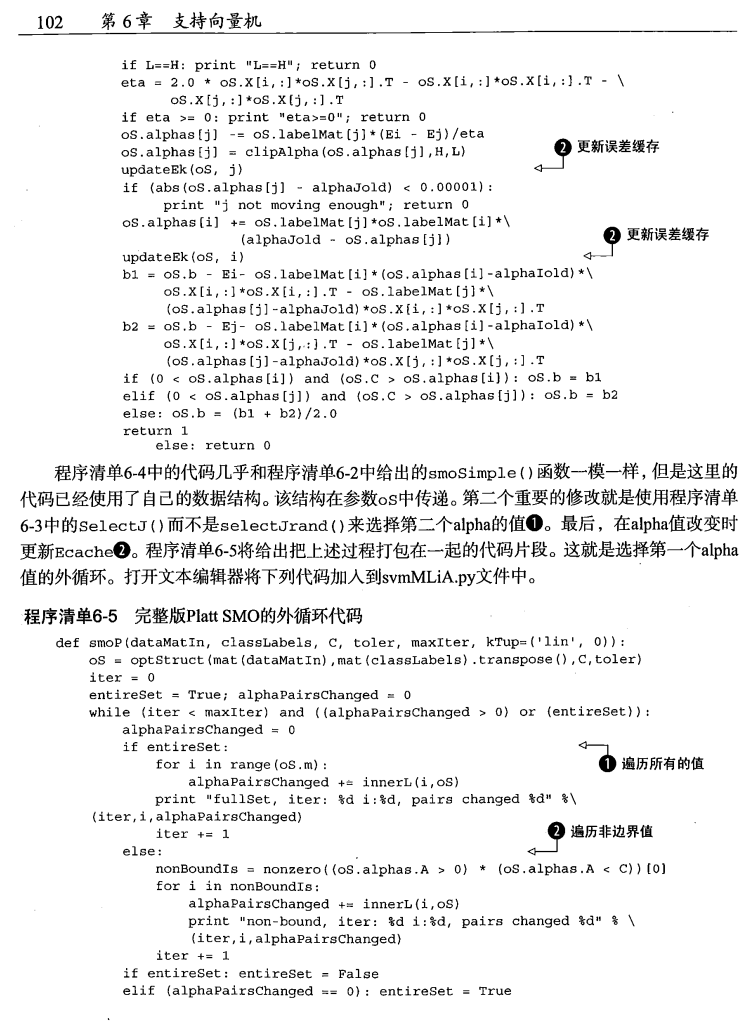 102 第6章 支持向量机
if L==H: print "L==H"; return 0
eta = 2.0 * oS.X[i,:]*oS.X[j,:].T - oS.X[i,:]*oS.X[i,:].T - \
oS.X[j,:]*oS.X[j,:].T
if eta >= 0: print "eta>=0"; return 0
oS.alphas[j] -= oS.labelMat[j]*(Ei - Ej)/eta
oS.alphas[j] = clipAlpha(oS.alphas[j],H,L)
❷ 更新误差缓存
updateEk(oS, j)
if (abs(oS.alphas[j] - alphaJold) < 0.00001):
print "j not moving enough"; return 0
oS.alphas[i] += oS.labelMat[j]*oS.labelMat[i]*\
(alphaJold - oS.alphas[j])
❷ 更新误差缓存
updateEk(oS, i)
b1 = oS.b - Ei- oS.labelMat[i]*(oS.alphas[i]-alphaIold)*\
oS.X[i,:]*oS.X[i,:].T - oS.labelMat[j]*\
(oS.alphas[j]-alphaJold)*oS.X[i,:]*oS.X[j,:].T
b2 = oS.b - Ej- oS.labelMat[i]*(oS.alphas[i]-alphaIold)*\
oS.X[i,:]*oS.X[j,:].T - oS.labelMat[j]*\
(oS.alphas[j]-alphaJold)*oS.X[j,:]*oS.X[j,:].T
if (0 < oS.alphas[i]) and (oS.C > oS.alphas[i]): oS.b = b1
elif (0 < oS.alphas[j]) and (oS.C > oS.alphas[j]): oS.b = b2
else: oS.b = (b1 + b2)/2.0
return 1
else: return 0
程序清单6-4中的代码几乎和程序清单6-2中给出的smoSimple()函数一模一样，但是这里的
代码已经使用了自己的数据结构。该结构在参数oS中传递。第二个重要的修改就是使用程序清单
6-3中的SelectJ()而不是selectJrand()来选择第二个alpha的值❶。最后，在alpha值改变时
更新Ecache❷。程序清单6-5将给出把上述过程打包在一起的代码片段。这就是选择第一个alpha
值的外循环。打开文本编辑器将下列代码加入到svmMLiA.py文件中。
程序清单6-5 完整版Platt SMO的外循环代码
def smoP(dataMatIn, classLabels, C, toler, maxIter, kTup=('lin', 0)):
oS = optStruct(mat(dataMatIn),mat(classLabels).transpose(),C,toler)
iter = 0
entireSet = True; alphaPairsChanged = 0
while (iter < maxIter) and ((alphaPairsChanged > 0) or (entireSet)):
alphaPairsChanged = 0
if entireSet:
for i in range(oS.m):
❶ 遍历所有的值
alphaPairsChanged += innerL(i,oS)
print "fullSet, iter: %d i:%d, pairs changed %d" %\
(iter,i,alphaPairsChanged)
iter += 1
❷ 遍历非边界值
else:
nonBoundIs = nonzero((oS.alphas.A > 0) * (oS.alphas.A < C))[0]
for i in nonBoundIs:
alphaPairsChanged += innerL(i,oS)
print "non-bound, iter: %d i:%d, pairs changed %d" % \
(iter,i,alphaPairsChanged)
iter += 1
if entireSet: entireSet = False
elif (alphaPairsChanged == 0): entireSet = True